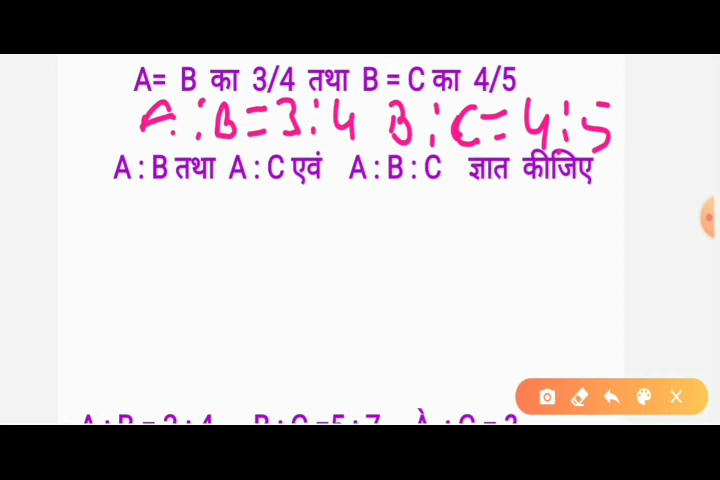 A= B का 3/4 तथा B = C का 4/5
A : B = 3 : 4 B : C = 4 : 5
A : B तथा A : C एवं A : B : C ज्ञात कीजिए